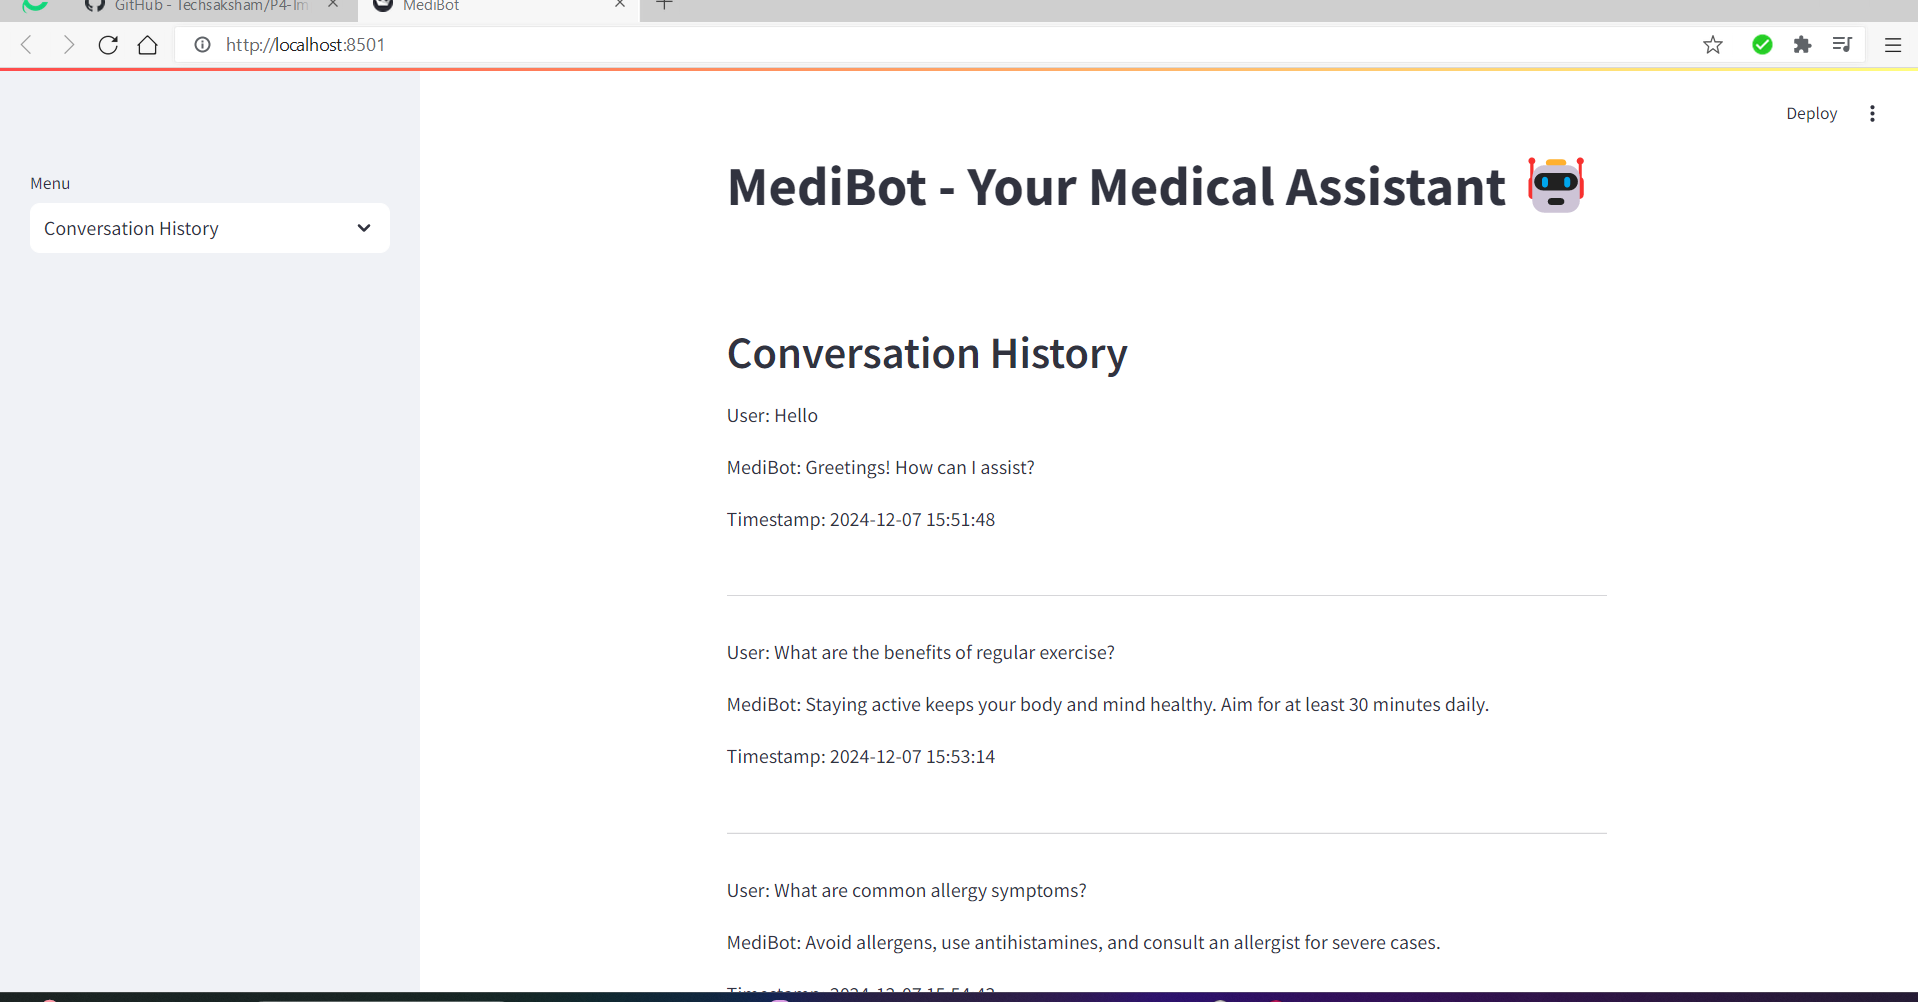 GitHub - Techsaksham/P4-Im
MediBot
http://localhost:8501
Deploy
Menu
Conversation History
MediBot - Your Medical Assistant
Conversation History
User: Hello
MediBot: Greetings! How can I assist?
Timestamp: 2024-12-07 15:51:48
User: What are the benefits of regular exercise?
MediBot: Staying active keeps your body and mind healthy. Aim for at least 30 minutes daily.
Timestamp: 2024-12-07 15:53:14
User: What are common allergy symptoms?
MediBot: Avoid allergens, use antihistamines, and consult an allergist for severe cases.
Timestamp: 2024-12-07